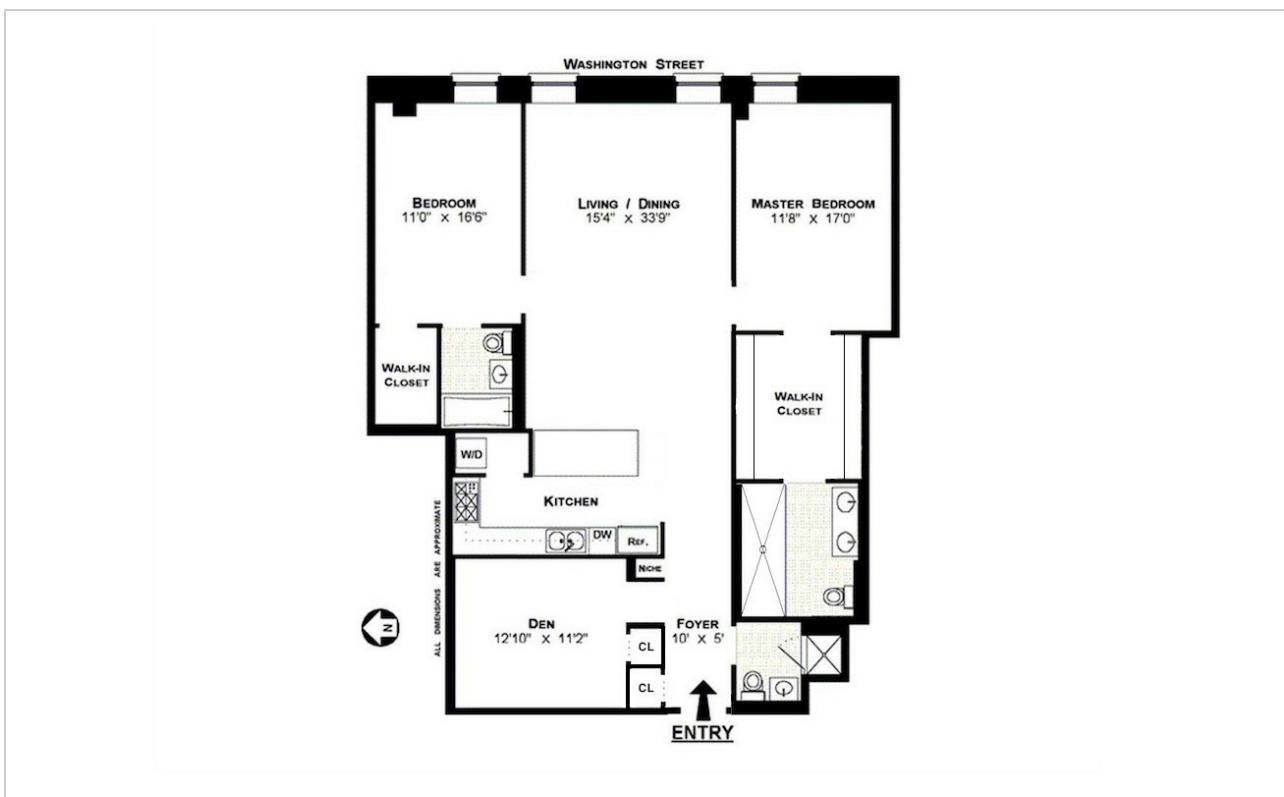 WASHINGTON STREET
BEDROOM
11'0" X 16'6"
LIVING / DINING
15'4" X 33'9"
MASTER BEDROOM
11'8" X 17'0"
WALK-IN
CLOSET
WALK-IN
CLOSET
W/D
KITCHEN
DW
REF.
NICHE
ALL DIMENSIONS ARE APPROXIMATE
N
DEN
12'10" X 11'2"
FOYER
10' X 5'
CL
CL
ENTRY